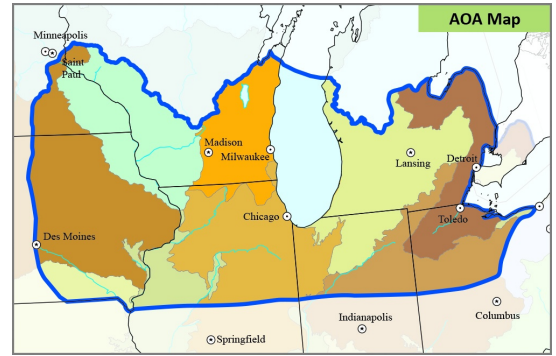 AOA Map
Minneapolis
Saint
Paul
Madison
Milwaukee
Lansing
Detroit
Chicago
Toledo
Des Moines
Springfield
Indianapolis
Columbus